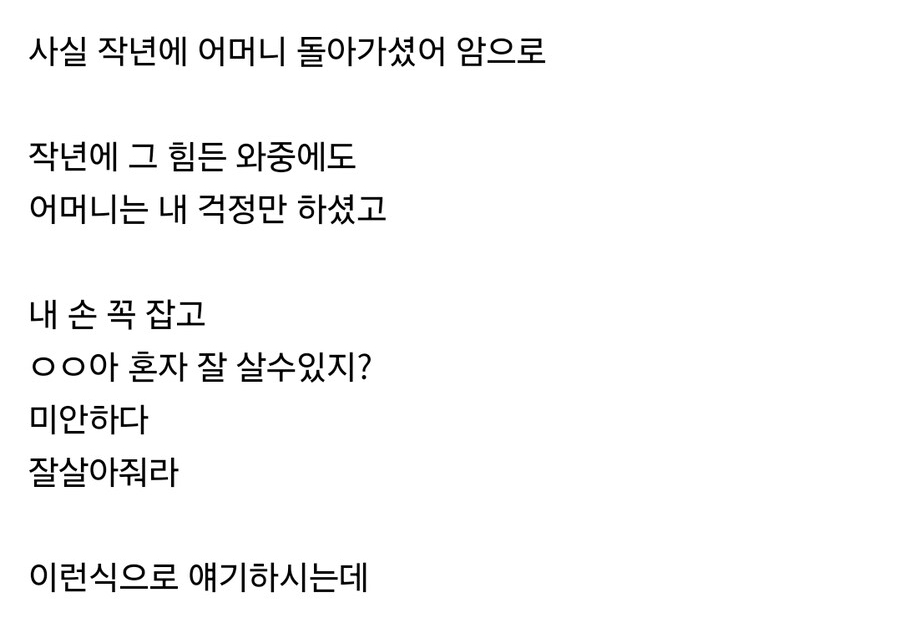 사실 작년에 어머니 돌아가셨어 암으로
작년에 그 힘든 와중에도
어머니는 내 걱정만 하셨고
내 손 꼭 잡고
ㅇㅇ아 혼자 잘 살수있지?
미안하다
잘살아줘라
이런식으로 얘기하시는데